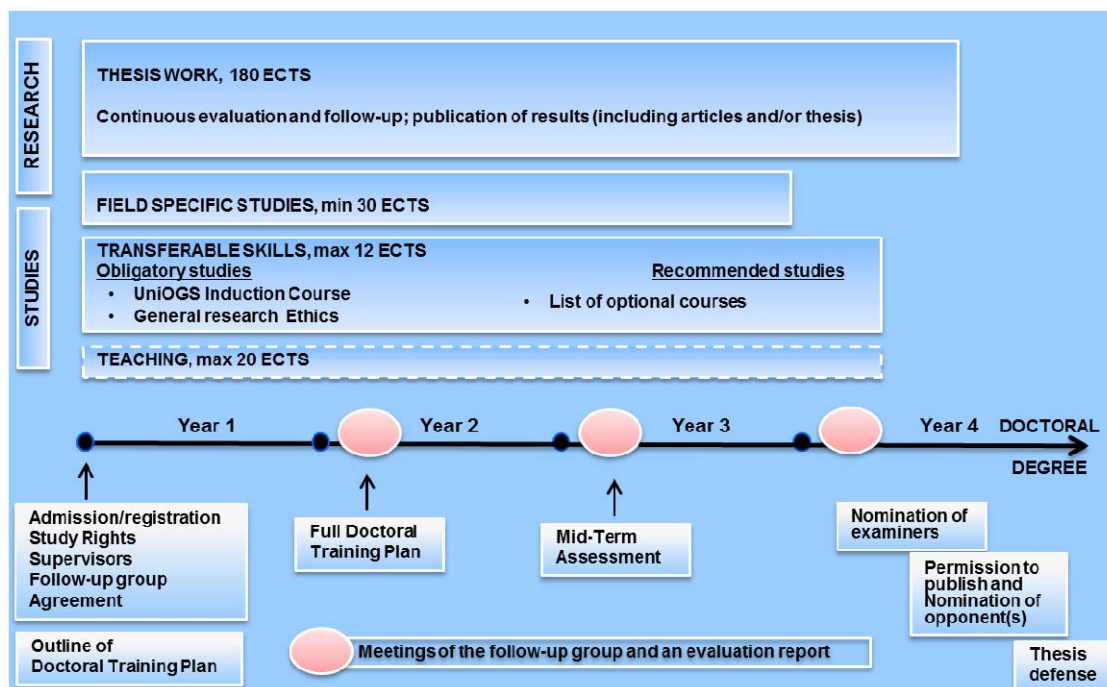 RESEARCH
THESIS WORK, 180 ECTS
Continuous evaluation and follow-up; publication of results (including articles and/or thesis)
FIELD SPECIFIC STUDIES, min 30 ECTS
STUDIES
TRANSFERABLE SKILLS, max 12 ECTS
Obligatory studies
• UniOGS Induction Course
• General research Ethics
Recommended studies
• List of optional courses
TEACHING, max 20 ECTS
Year 1
Year 2
Year 3
Year 4
DOCTORAL
DEGREE
Admission/registration
Study Rights
Supervisors
Follow-up group
Agreement
Outline of
Doctoral Training Plan
Full Doctoral
Training Plan
Mid-Term
Assessment
Nomination of
examiners
Permission to
publish and
Nomination of
opponent(s)
Thesis
defense
Meetings of the follow-up group and an evaluation report